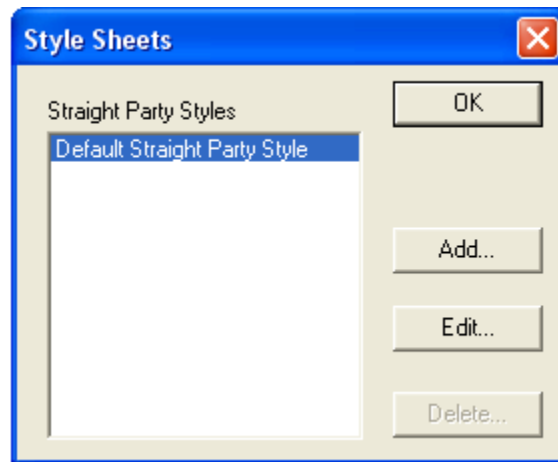 Style Sheets
Straight Party Styles
OK
Default Straight Party Style
Add...
Edit...
Delete...